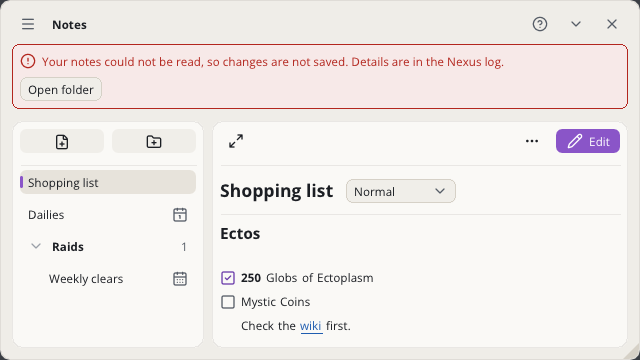 Notes
Your notes could not be read, so changes are not saved. Details are in the Nexus log.
Open folder
Edit
Shopping list
Dailies
1
Raids
1
Weekly clears
Shopping list
Normal
Ectos
250 Globs of Ectoplasm
Mystic Coins
Check the wiki first.